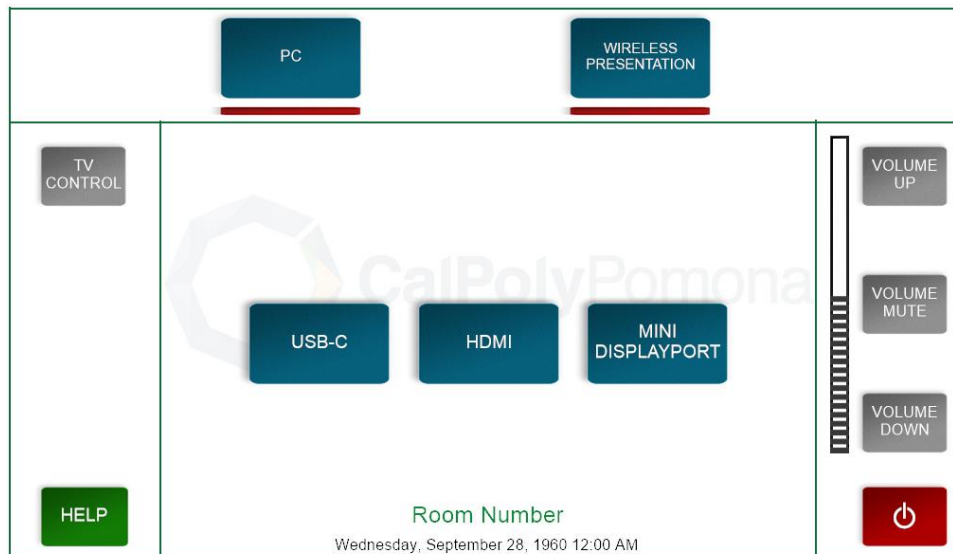 PC
WIRELESS
PRESENTATION
TV
CONTROL
VOLUME
UP
CalPolyPomona
USB-C
HDMI
MINI
DISPLAYPORT
VOLUME
MUTE
VOLUME
DOWN
HELP
Room Number
Wednesday, September 28, 1960 12:00 AM